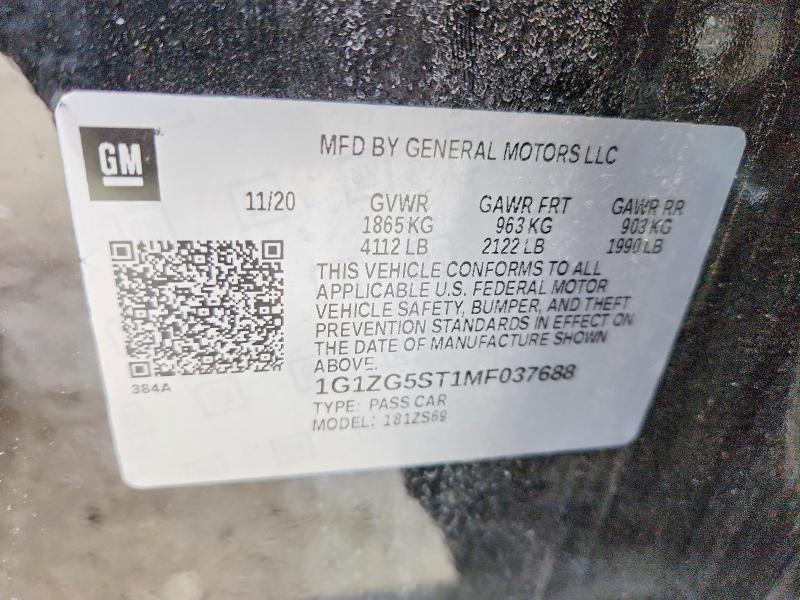 GM
MFD BY GENERAL MOTORS LLC
11/20 GVWR GAWR FRT GAWR RR
1865 KG 963 KG 903 KG
4112 LB 2122 LB 1990 LB
THIS VEHICLE CONFORMS TO ALL
APPLICABLE U.S. FEDERAL MOTOR
VEHICLE SAFETY, BUMPER, AND THEFT
PREVENTION STANDARDS IN EFFECT ON
THE DATE OF MANUFACTURE SHOWN
ABOVE.
384A
1G1ZG5ST1MF037688
TYPE: PASS CAR
MODEL: 181ZS69